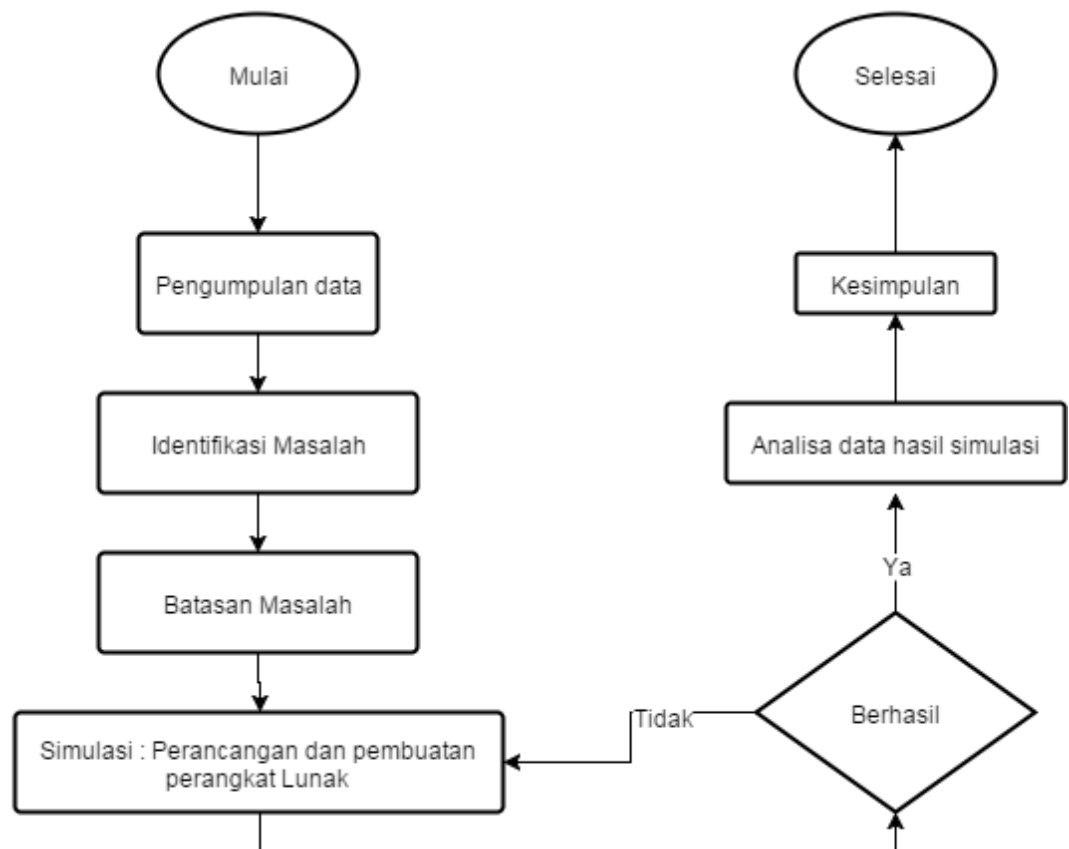 Mulai
Pengumpulan data
Identifikasi Masalah
Batasan Masalah
Simulasi : Perancangan dan pembuatan
perangkat Lunak
Tidak
Berhasil
Ya
Analisa data hasil simulasi
Kesimpulan
Selesai